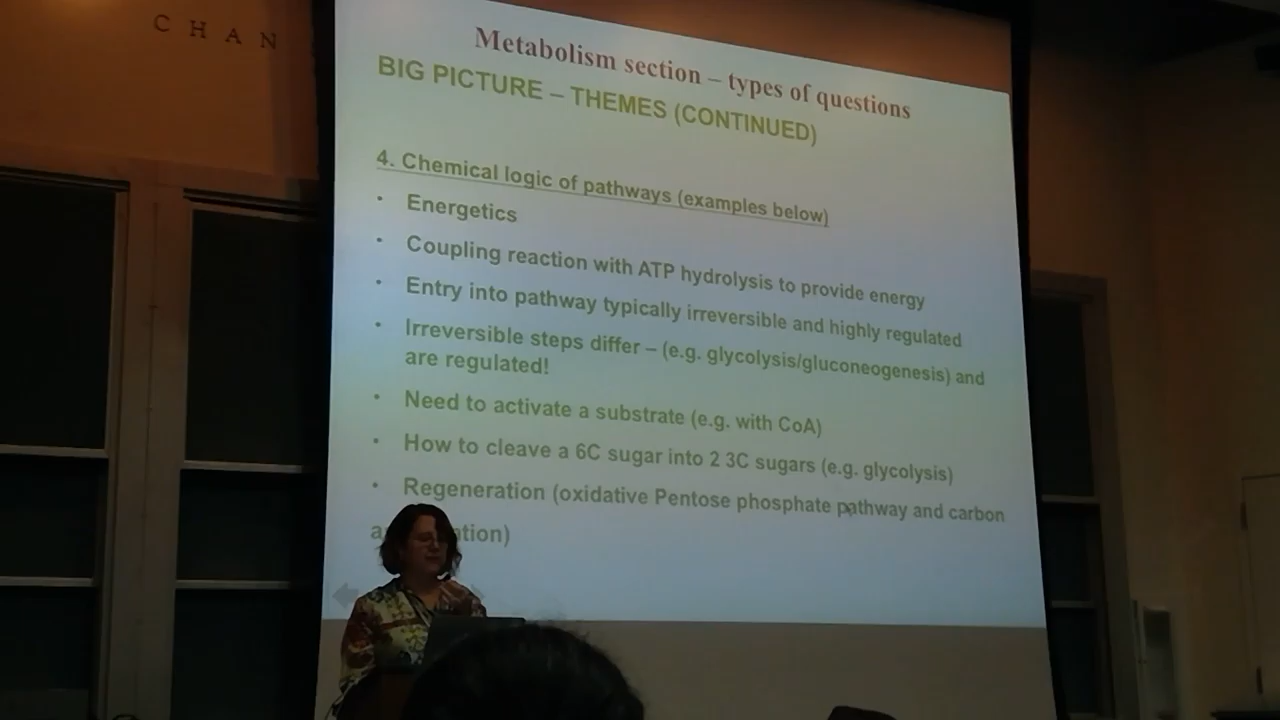 CHAN
Metabolism section – types of questions
BIG PICTURE – THEMES (CONTINUED)
4. Chemical logic of pathways (examples below)
• Energetics
• Coupling reaction with ATP hydrolysis to provide energy
• Entry into pathway typically irreversible and highly regulated
• Irreversible steps differ – (e.g. glycolysis/gluconeogenesis) and
are regulated!
• Need to activate a substrate (e.g. with CoA)
• How to cleave a 6C sugar into 2 3C sugars (e.g. glycolysis)
• Regeneration (oxidative Pentose phosphate pathway and carbon